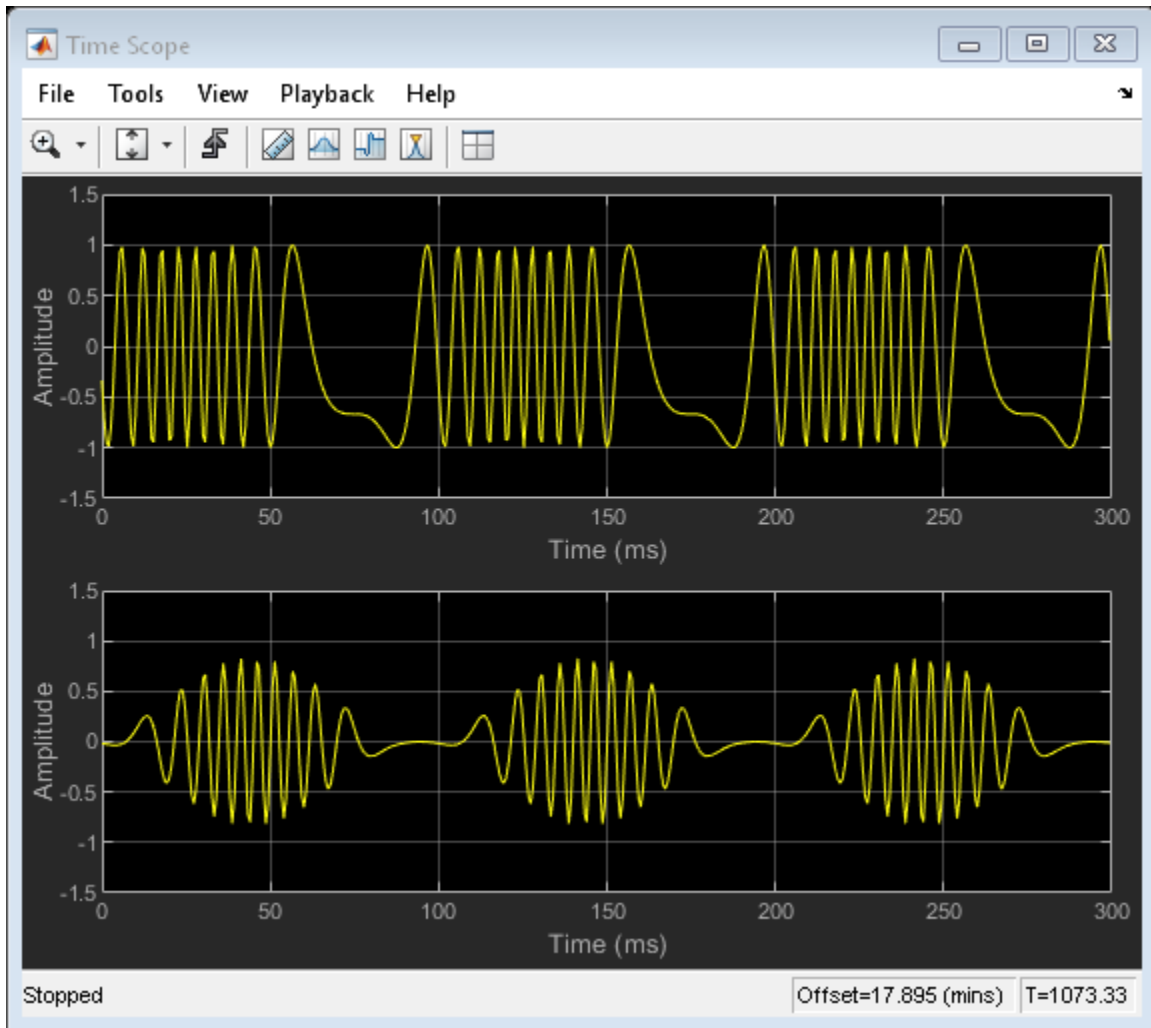 Time Scope
File Tools View Playback Help
1.5
1
0.5
0
-0.5
-1
-1.5
Amplitude
0 50 100 150 200 250 300
Time (ms)
1.5
1
0.5
0
-0.5
-1
-1.5
Amplitude
0 50 100 150 200 250 300
Time (ms)
Stopped Offset=17.895 (mins) T=1073.33